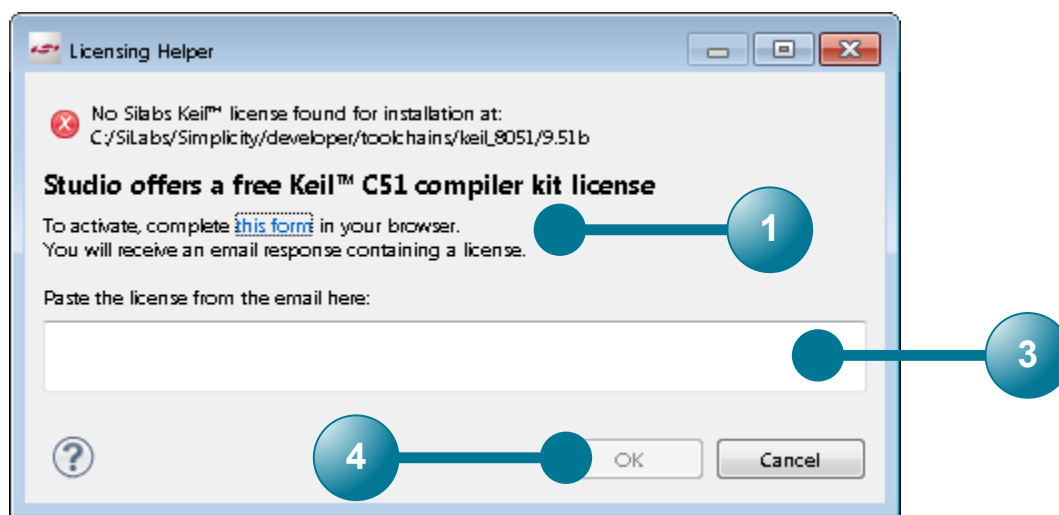 Licensing Helper
No Silabs Keil™ license found for installation at:
C:/SiLabs/Simplicity/developer/toolchains/keil_8051/9.51b
Studio offers a free Keil™ C51 compiler kit license
To activate, complete this form in your browser.
You will receive an email response containing a license.
1
Paste the license from the email here:
3
4
OK
Cancel